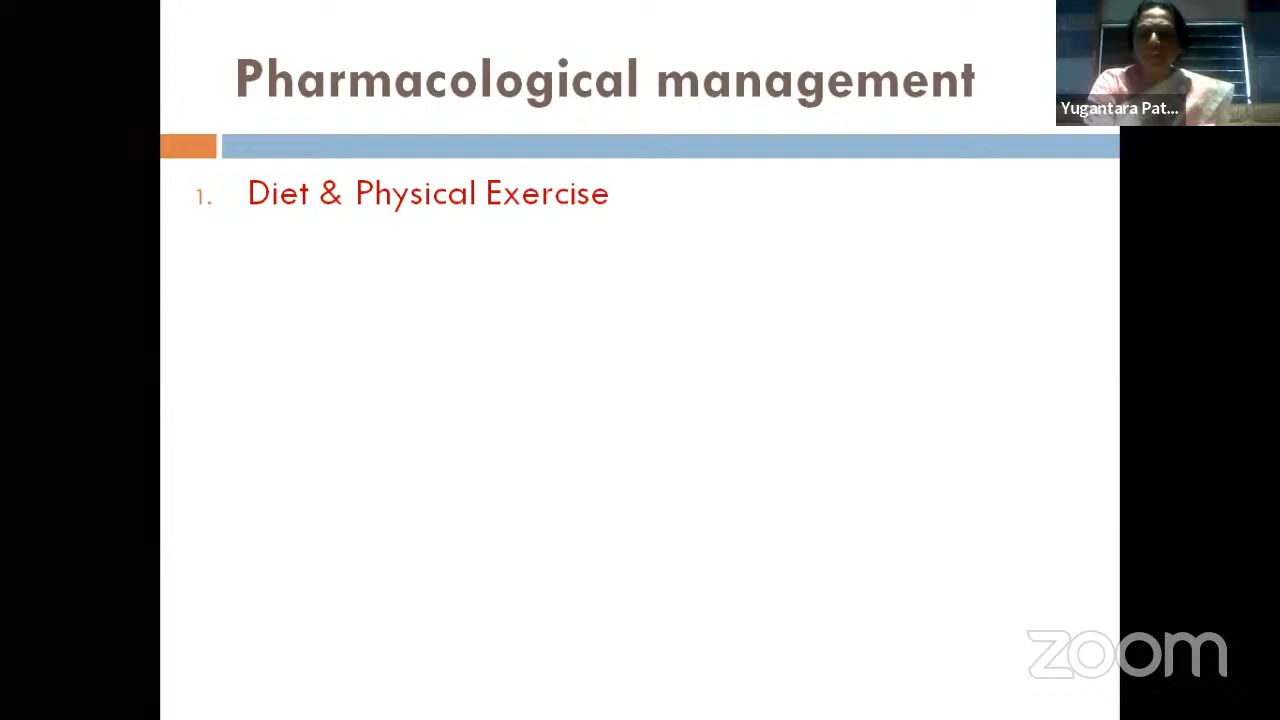 Pharmacological management
Yugantara Pat...
1. Diet & Physical Exercise
zoom